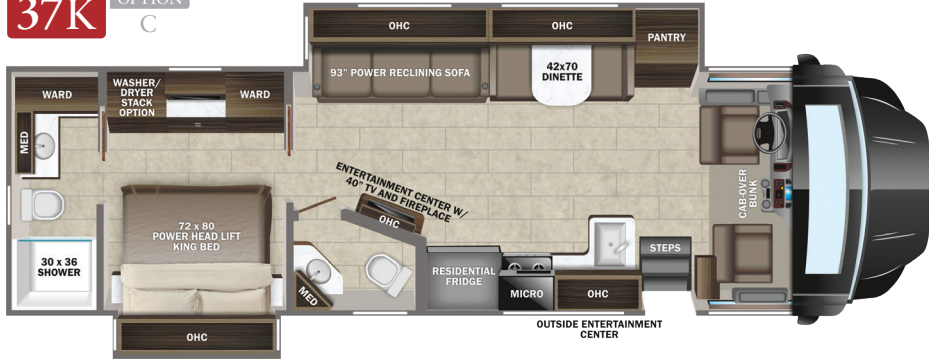 37K
OPTION
C
OHC
OHC
PANTRY
93" POWER RECLINING SOFA
42x70
DINETTE
WARD
WASHER/
DRYER
STACK
OPTION
WARD
MED
ENTERTAINMENT CENTER W/
40" TV AND FIREPLACE
OHC
CAB-OVER
BUNK
72 x 80
POWER HEAD LIFT
KING BED
30 x 36
SHOWER
MED
RESIDENTIAL
FRIDGE
MICRO
OHC
STEPS
OUTSIDE ENTERTAINMENT
CENTER
OHC